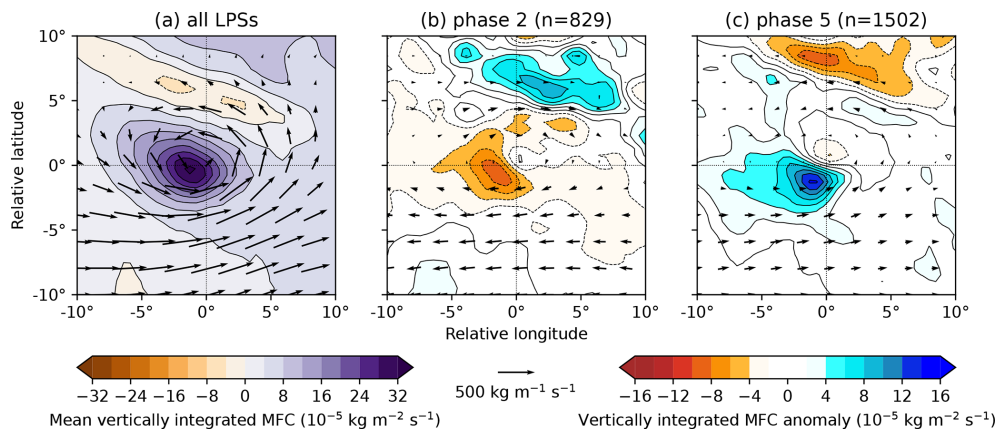 (a) all LPSs
(b) phase 2 (n=829)
(c) phase 5 (n=1502)
10°
5°
0°
−5°
−10°
Relative latitude
−10° −5° 0° 5° 10°
−10° −5° 0° 5° 10°
−10° −5° 0° 5° 10°
Relative longitude
−32 −24 −16 −8 0 8 16 24 32
Mean vertically integrated MFC (10⁻⁵ kg m⁻² s⁻¹)
500 kg m⁻¹ s⁻¹
−16 −12 −8 −4 0 4 8 12 16
Vertically integrated MFC anomaly (10⁻⁵ kg m⁻² s⁻¹)